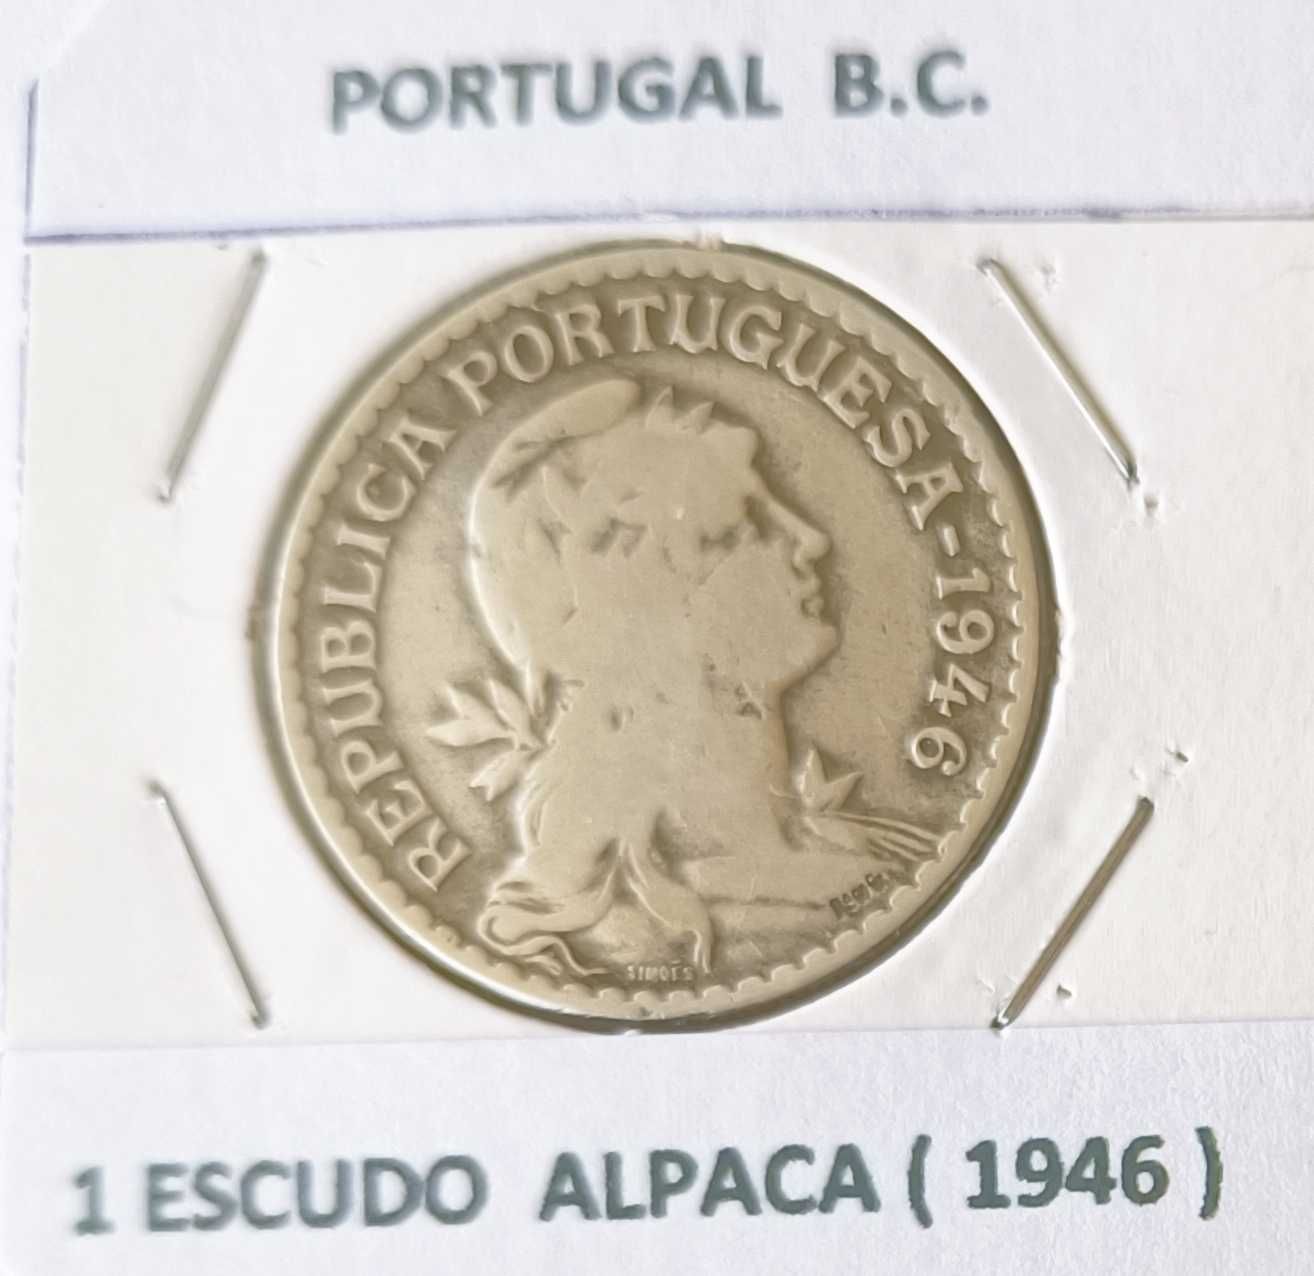 PORTUGAL B.C.
REPUBLICA PORTUGUESA-1946
SIMÕES
1 ESCUDO ALPACA ( 1946 )